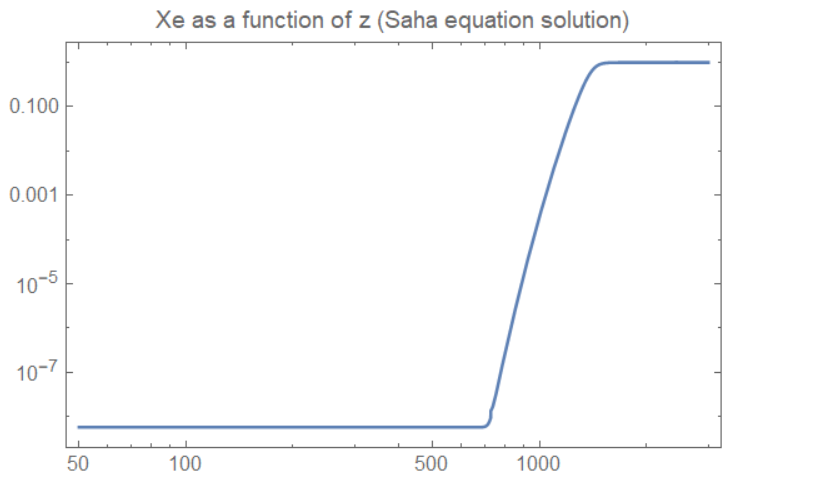 Xe as a function of z (Saha equation solution)
0.100
0.001
10⁻⁵
10⁻⁷
50 100 500 1000